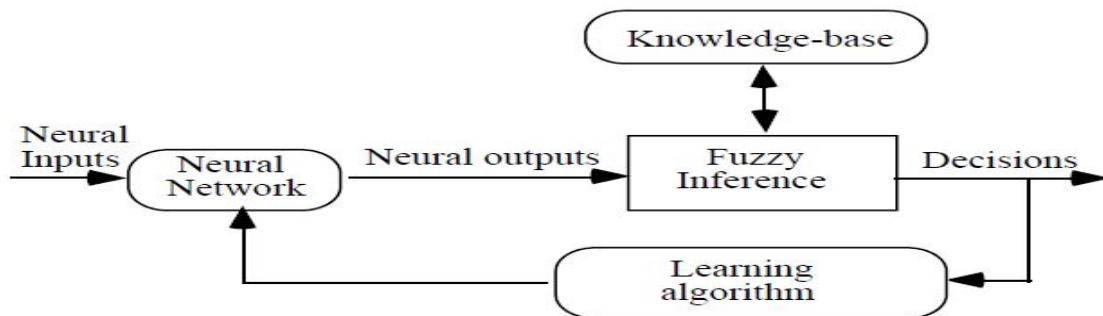 Knowledge-base
Neural
Inputs
Neural
Network
Neural outputs
Fuzzy
Inference
Decisions
Learning
algorithm